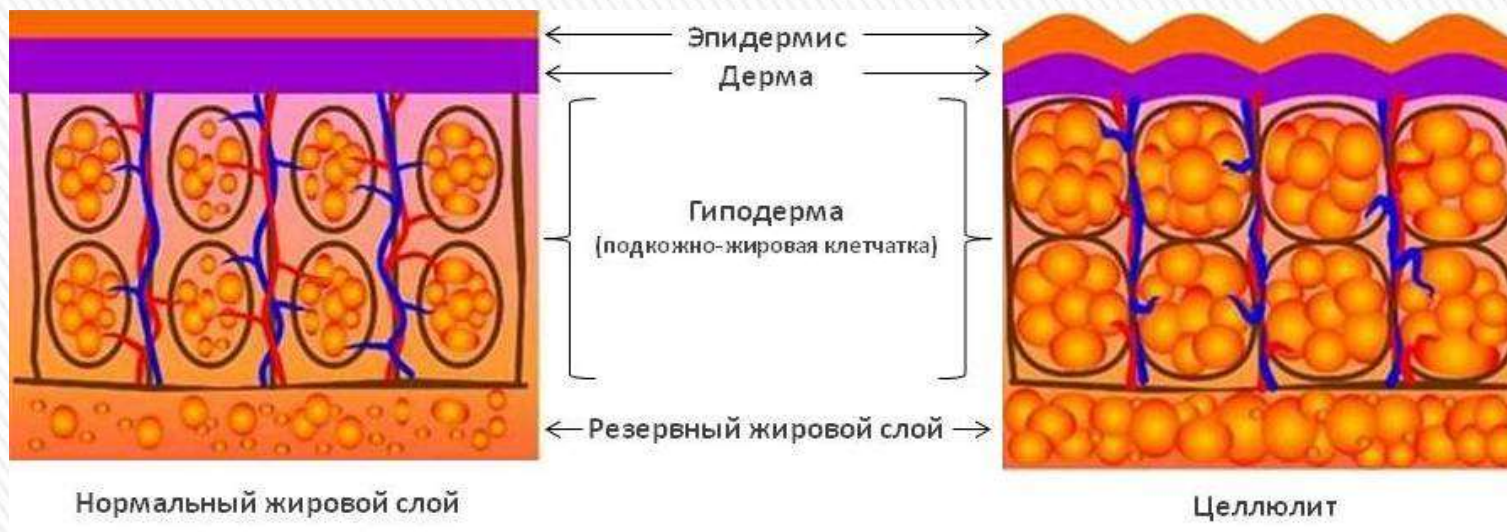 Эпидермис
Дерма
Гиподерма
(подкожно-жировая клетчатка)
Резервный жировой слой
Нормальный жировой слой
Целлюлит